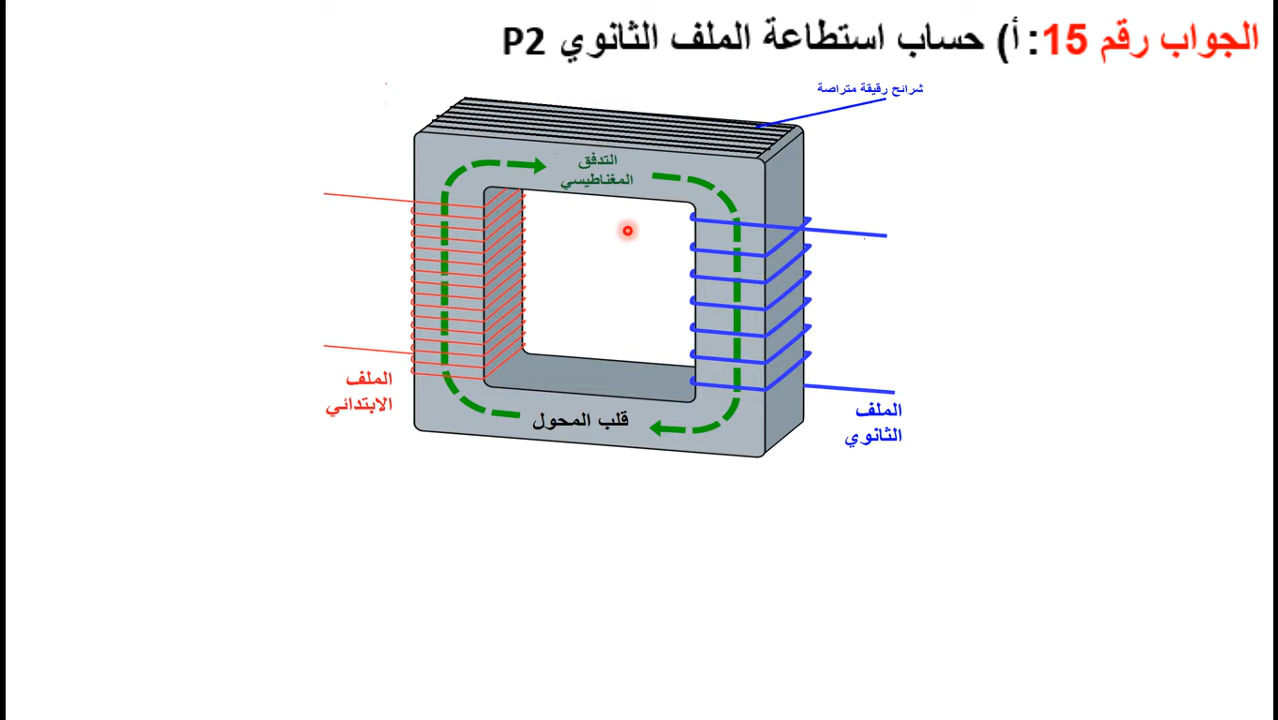 الجواب رقم 15: أ) حساب استطاعة الملف الثانوي P2
شرائح رقيقة متراصة
التدفق
المغناطيسي
الملف
الابتدائي
قلب المحول
الملف
الثانوي